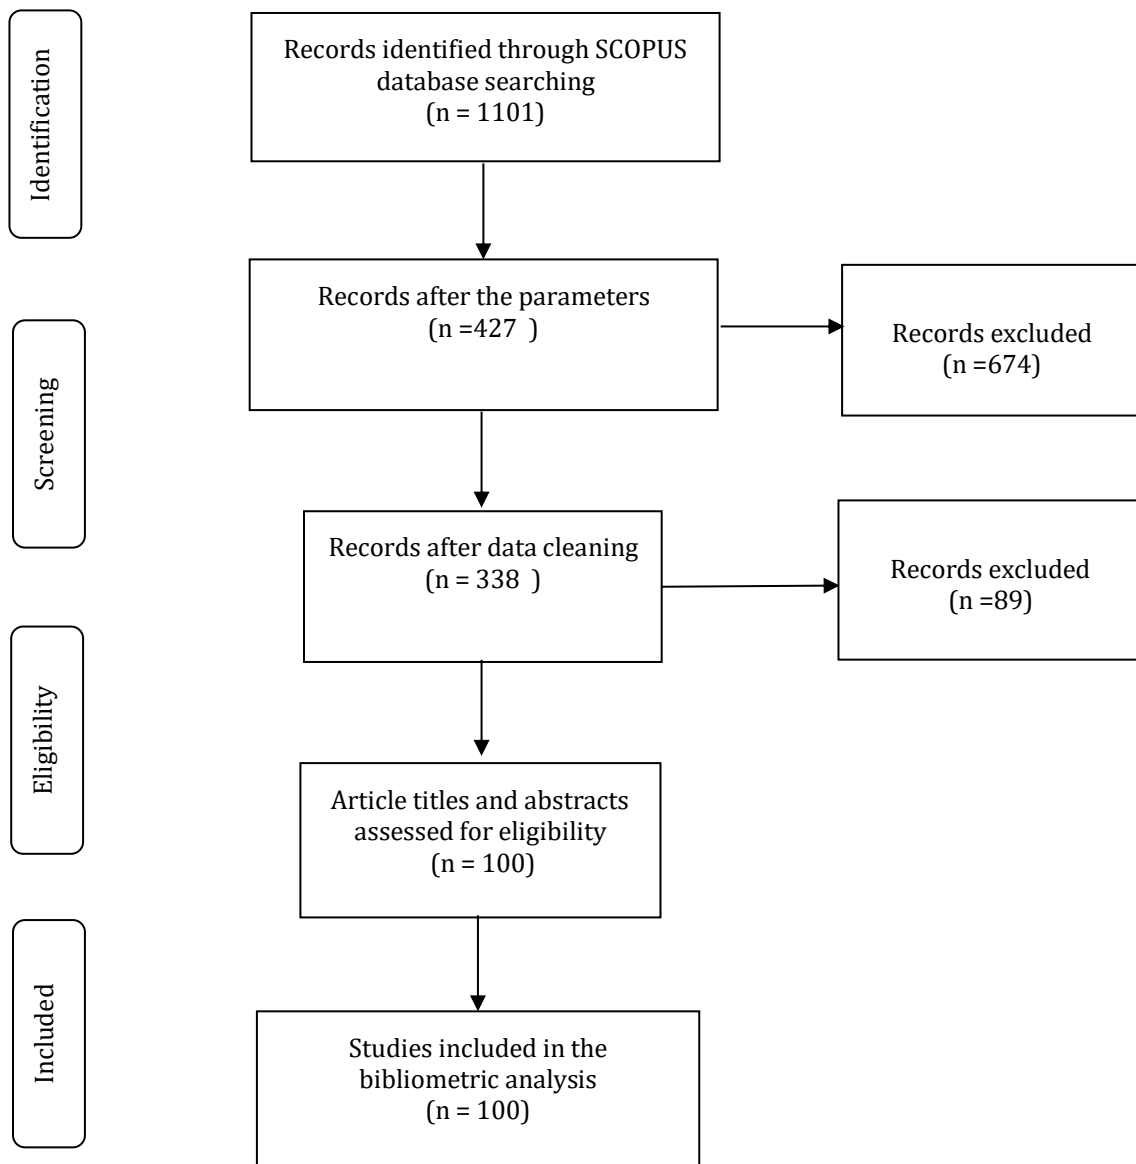 Identification
Records identified through SCOPUS
database searching
(n = 1101)
Records after the parameters
(n =427  )
Records excluded
(n =674)
Screening
Records after data cleaning
(n = 338  )
Records excluded
(n =89)
Eligibility
Article titles and abstracts
assessed for eligibility
(n = 100)
Included
Studies included in the
bibliometric analysis
(n = 100)